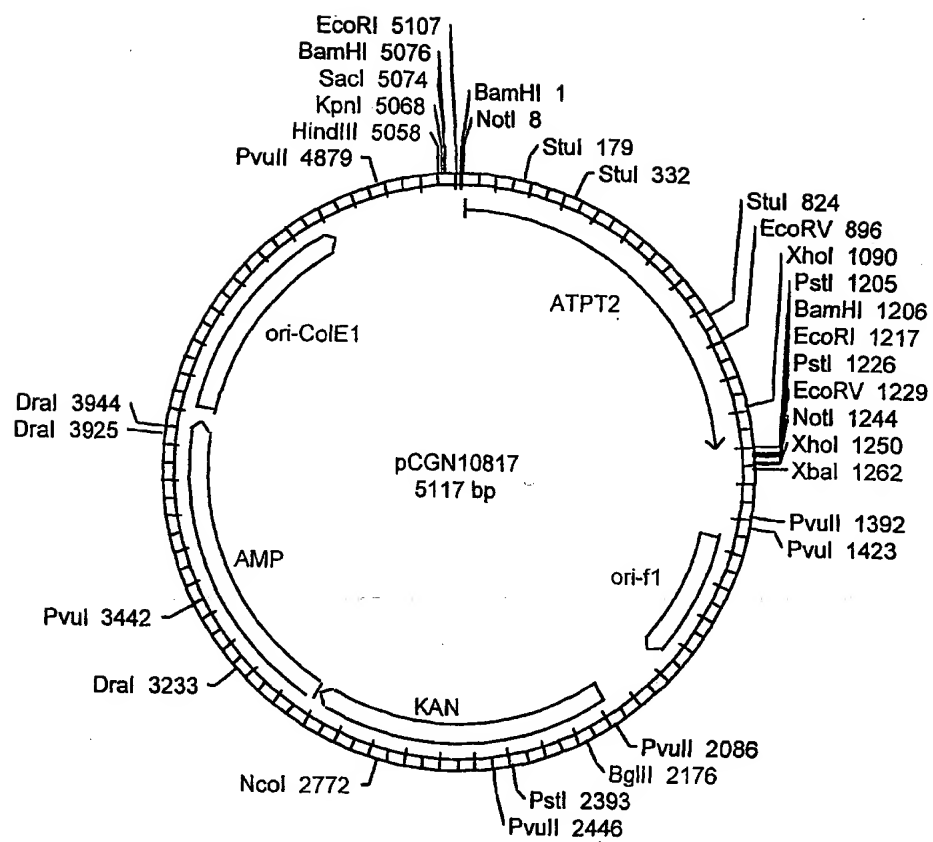 EcoRI 5107
BamHI 5076
SacI 5074
KpnI 5068
HindIII 5058
PvuII 4879
BamHI 1
NotI 8
StuI 179
StuI 332
StuI 824
EcoRV 896
XhoI 1090
PstI 1205
BamHI 1206
EcoRI 1217
PstI 1226
EcoRV 1229
NotI 1244
XhoI 1250
XbaI 1262
ATPT2
ori-ColE1
DraI 3944
DraI 3925
pCGN10817
5117 bp
PvuII 1392
PvuI 1423
ori-f1
AMP
PvuI 3442
DraI 3233
KAN
NcoI 2772
PvuII 2086
BglII 2176
PstI 2393
PvuII 2446